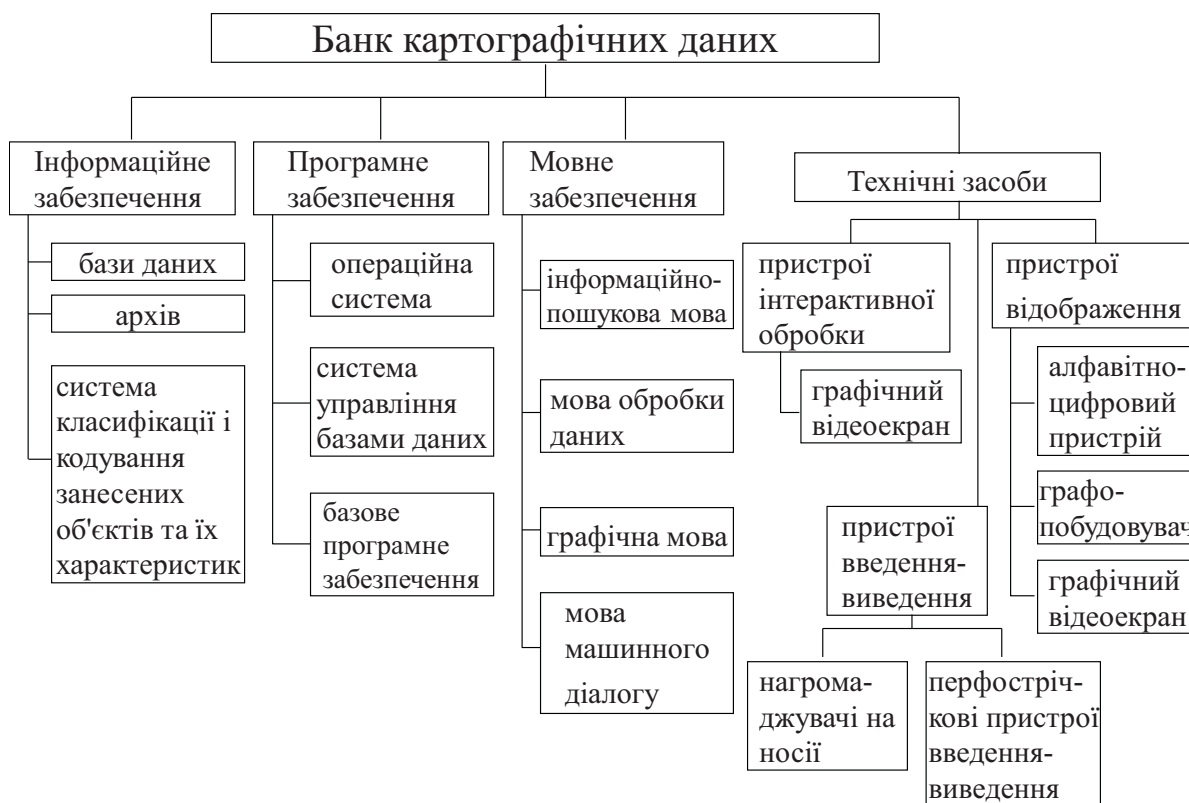 Банк картографічних даних
Інформаційне
забезпечення
бази даних
архів
система
класифікації і
кодування
занесених
об'єктів та їх
характеристик
Програмне
забезпечення
операційна
система
система
управління
базами даних
базове
програмне
забезпечення
Мовне
забезпечення
інформаційно-
пошукова мова
мова обробки
даних
графічна мова
мова
машинного
діалогу
Технічні засоби
пристрої
інтерактивної
обробки
графічний
відеоекран
пристрої
введення-
виведення
нагрома-
джувачі на
носії
перфостріч-
кові пристрої
введення-
виведення
пристрої
відображення
алфавітно-
цифровий
пристрій
графо-
побудовувач
графічний
відеоекран